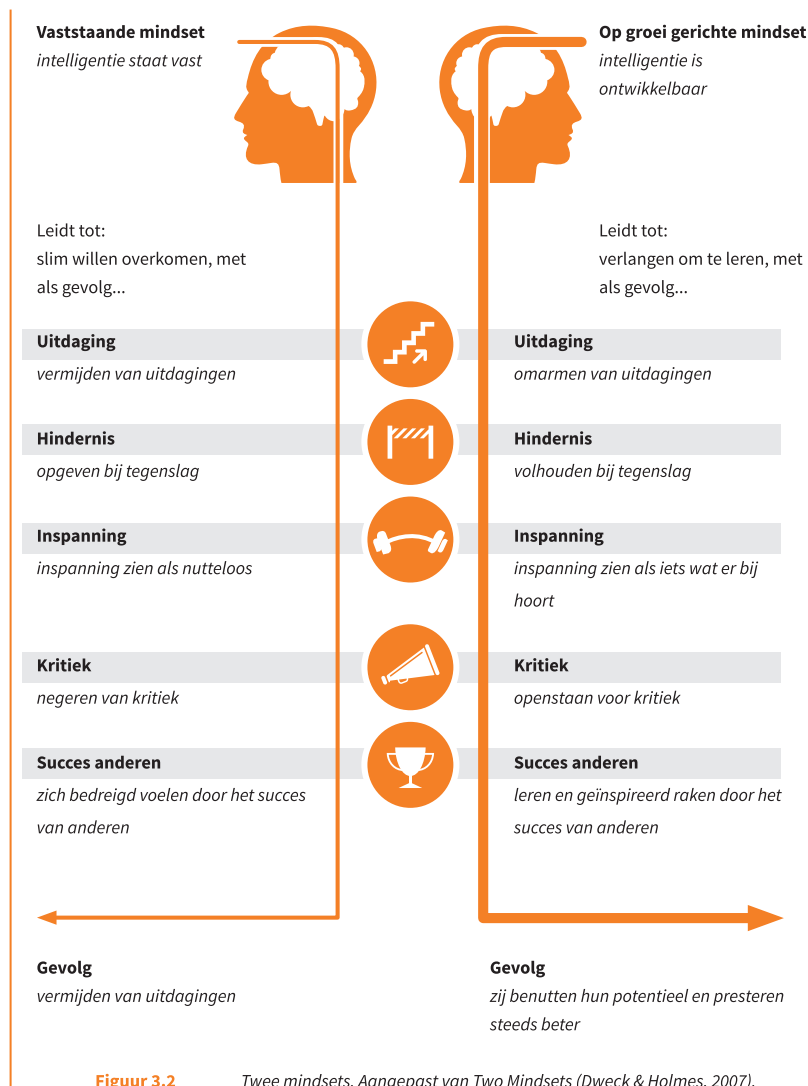 Vaststaande mindset
intelligentie staat vast
Op groei gerichte mindset
intelligentie is
ontwikkelbaar
Leidt tot:
slim willen overkomen, met
als gevolg...
Leidt tot:
verlangen om te leren, met
als gevolg...
Uitdaging
vermijden van uitdagingen
Uitdaging
omarmen van uitdagingen
Hindernis
opgeven bij tegenslag
Hindernis
volhouden bij tegenslag
Inspanning
inspanning zien als nutteloos
Inspanning
inspanning zien als iets wat er bij
hoort
Kritiek
negeren van kritiek
Kritiek
openstaan voor kritiek
Succes anderen
zich bedreigd voelen door het succes
van anderen
Succes anderen
leren en geïnspireerd raken door het
succes van anderen
Gevolg
vermijden van uitdagingen
Gevolg
zij benutten hun potentieel en presteren
steeds beter
Figuur 3.2 Twee mindsets. Aangepast van Two Mindsets (Dweck & Holmes, 2007).